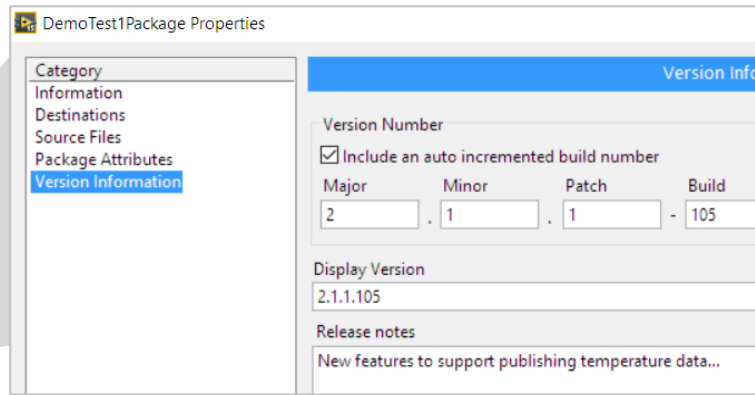 DemoTest1Package Properties
Category
Information
Destinations
Source Files
Package Attributes
Version Information
Version Info
Version Number
Include an auto incremented build number
Major Minor Patch Build
2 . 1 . 1 - 105
Display Version
2.1.1.105
Release notes
New features to support publishing temperature data...